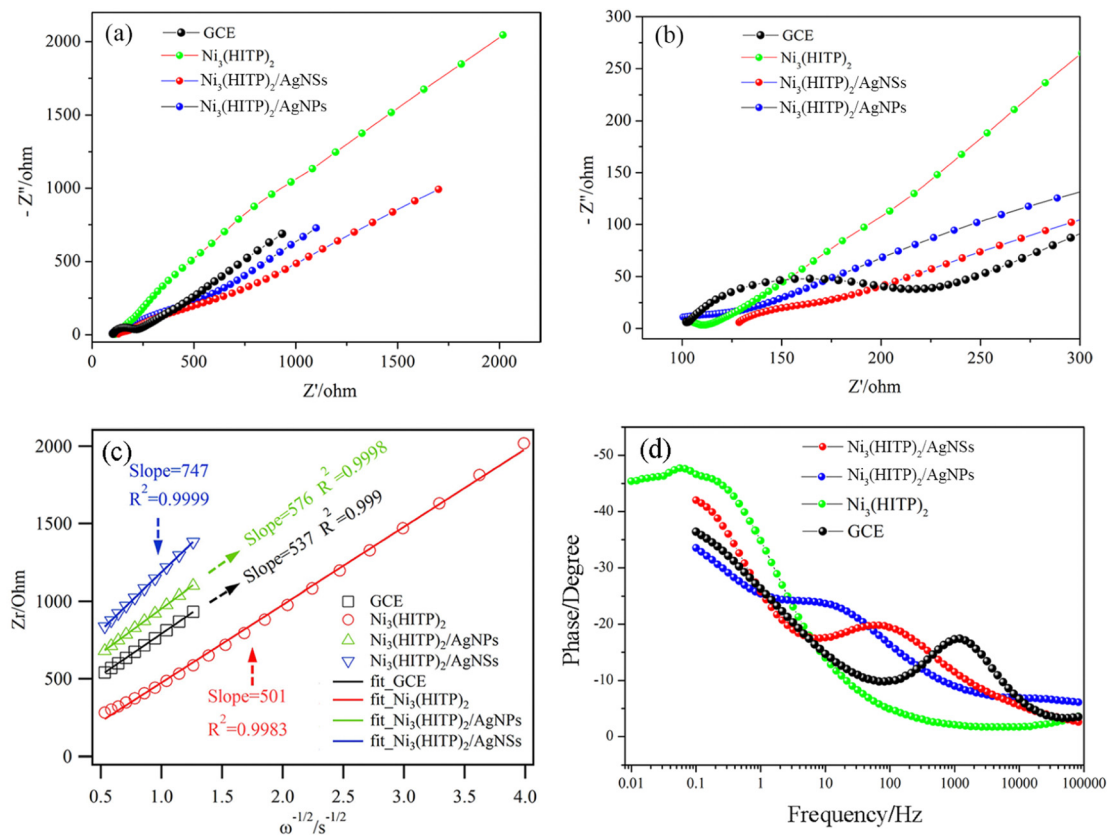 (a)
GCE
Ni3(HITP)2
Ni3(HITP)2/AgNSs
Ni3(HITP)2/AgNPs
- Z"/ohm
2000
1500
1000
500
0
0 500 1000 1500 2000
Z'/ohm
(b)
GCE
Ni3(HITP)2
Ni3(HITP)2/AgNSs
Ni3(HITP)2/AgNPs
- Z"/ohm
300
250
200
150
100
50
0
100 150 200 250 300
Z'/ohm
(c)
Slope=747
R2=0.9999
Slope=576 R2=0.9998
Slope=537 R2=0.999
Slope=501
R2=0.9983
GCE
Ni3(HITP)2
Ni3(HITP)2/AgNPs
Ni3(HITP)2/AgNSs
fit_GCE
fit_Ni3(HITP)2
fit_Ni3(HITP)2/AgNPs
fit_Ni3(HITP)2/AgNSs
Zr/Ohm
2000
1500
1000
500
0
0.5 1.0 1.5 2.0 2.5 3.0 3.5 4.0
ω-1/2/s-1/2
(d)
Ni3(HITP)2/AgNSs
Ni3(HITP)2/AgNPs
Ni3(HITP)2
GCE
Phase/Degree
-50
-40
-30
-20
-10
0
0.01 0.1 1 10 100 1000 10000 100000
Frequency/Hz